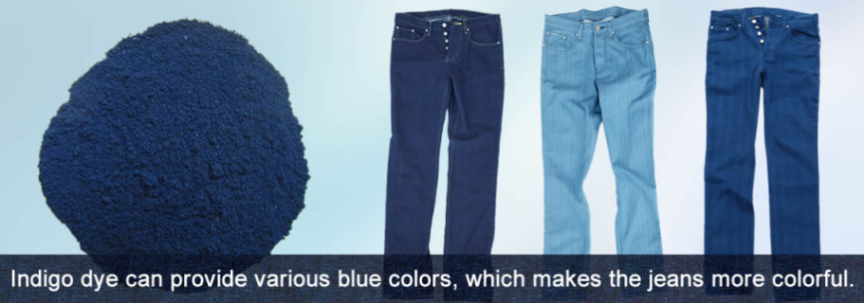 Indigo dye can provide various blue colors, which makes the jeans more colorful.